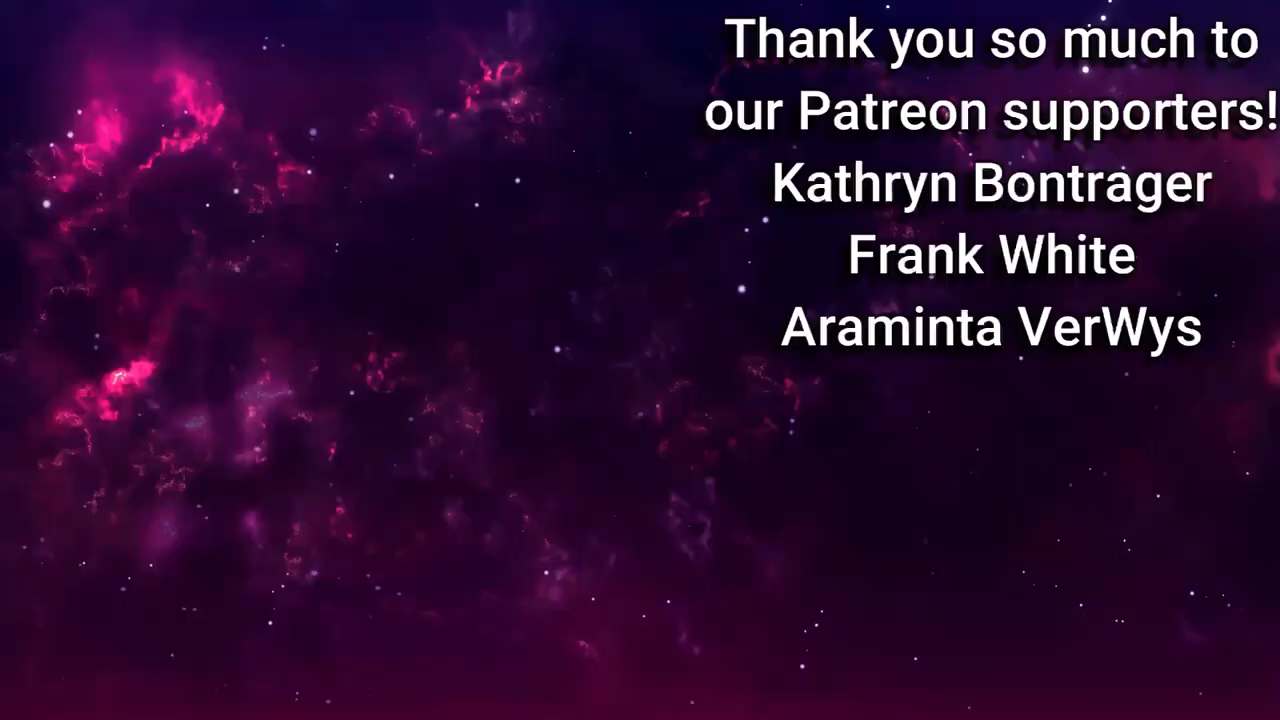 Thank you so much to
our Patreon supporters!
Kathryn Bontrager
Frank White
Araminta VerWys